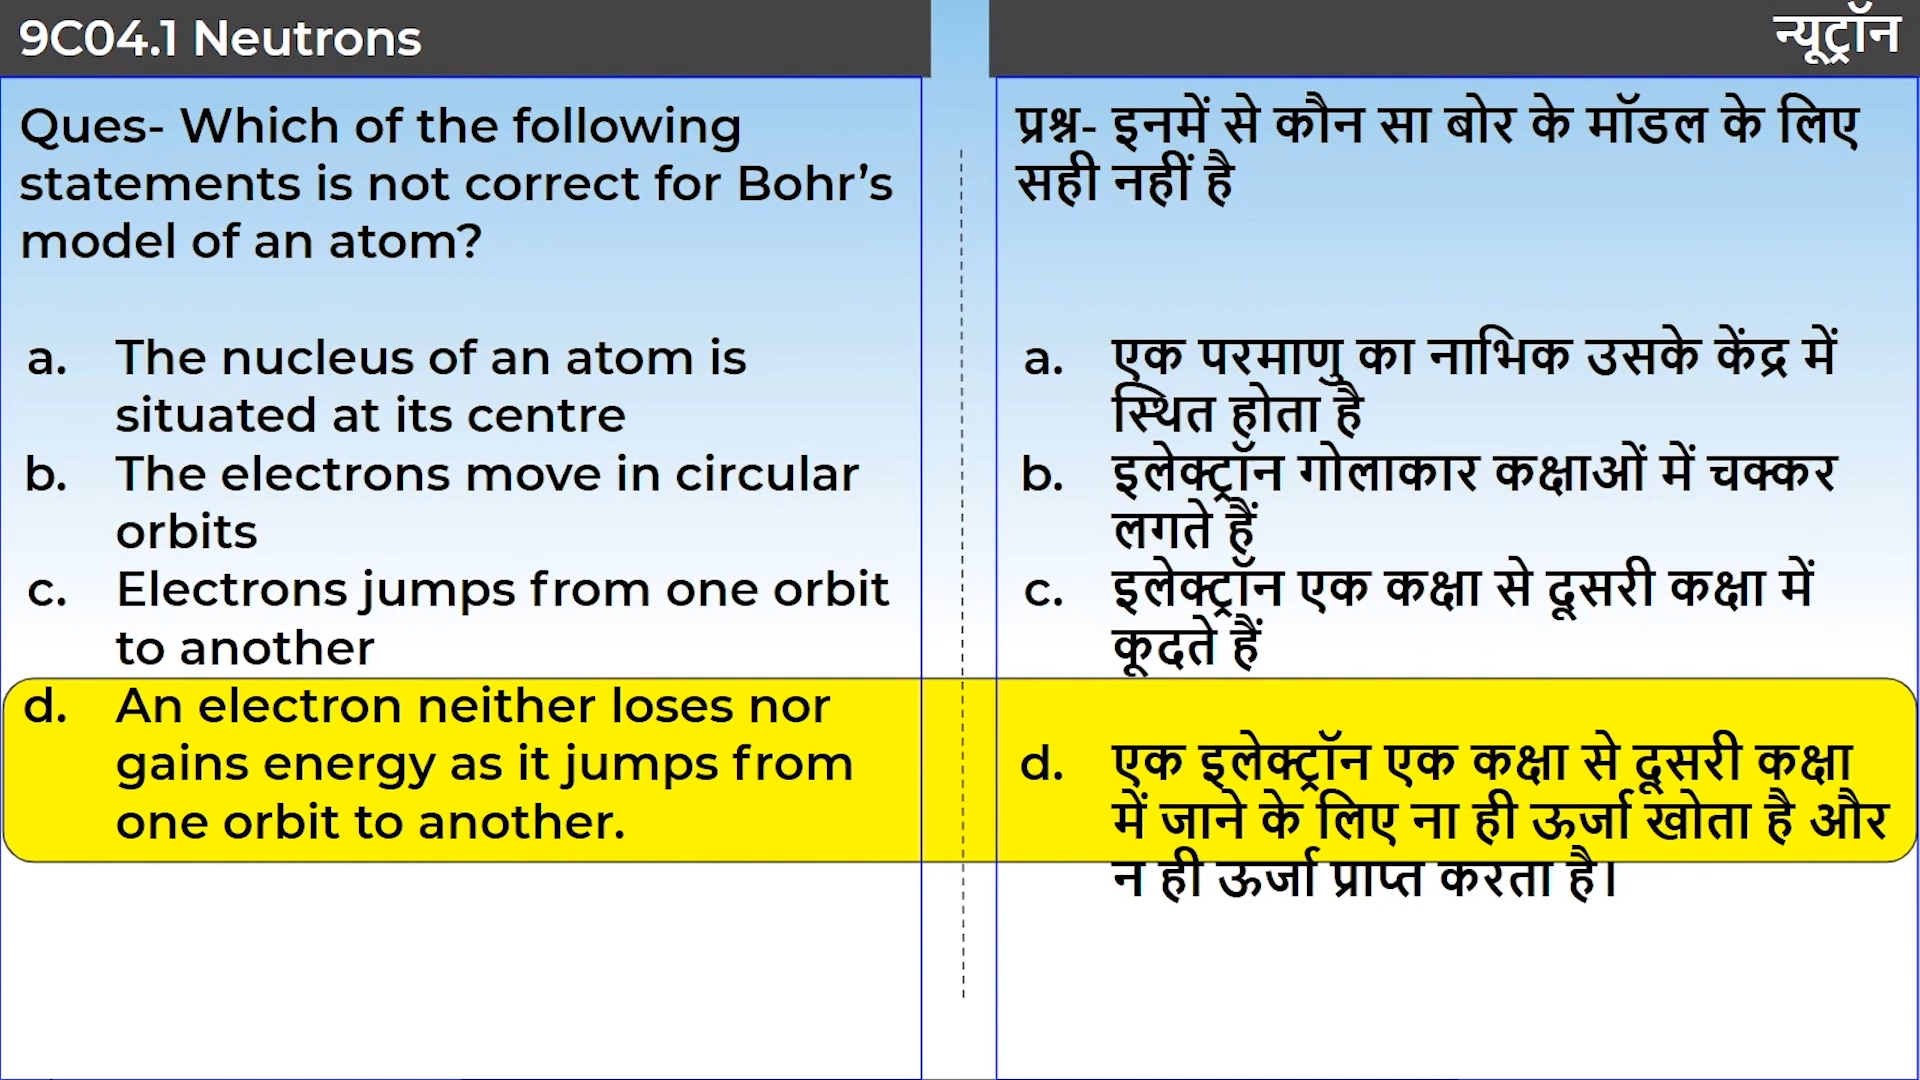 9C04.1 Neutrons
न्यूट्रॉन
Ques- Which of the following
statements is not correct for Bohr’s
model of an atom?
a. The nucleus of an atom is
situated at its centre
b. The electrons move in circular
orbits
c. Electrons jumps from one orbit
to another
d. An electron neither loses nor
gains energy as it jumps from
one orbit to another.
प्रश्न- इनमें से कौन सा बोर के मॉडल के लिए
सही नहीं है
a. एक परमाणु का नाभिक उसके केंद्र में
स्थित होता है
b. इलेक्ट्रॉन गोलाकार कक्षाओं में चक्कर
लगते हैं
c. इलेक्ट्रॉन एक कक्षा से दूसरी कक्षा में
कूदते हैं
d. एक इलेक्ट्रॉन एक कक्षा से दूसरी कक्षा
में जाने के लिए ना ही ऊर्जा खोता है और
न ही ऊर्जा प्राप्त करता है।